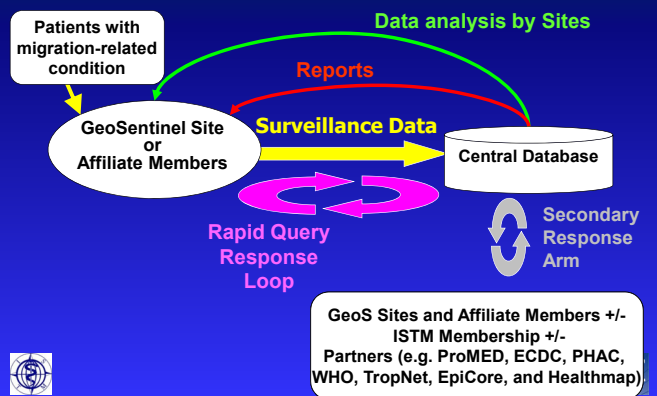 Data analysis by Sites
Patients with
migration-related
condition
Reports
GeoSentinel Site
or
Affiliate Members
Surveillance Data
Central Database
Rapid Query
Response
Loop
Secondary
Response
Arm
GeoS Sites and Affiliate Members +/-
ISTM Membership +/-
Partners (e.g. ProMED, ECDC, PHAC,
WHO, TropNet, EpiCore, and Healthmap)